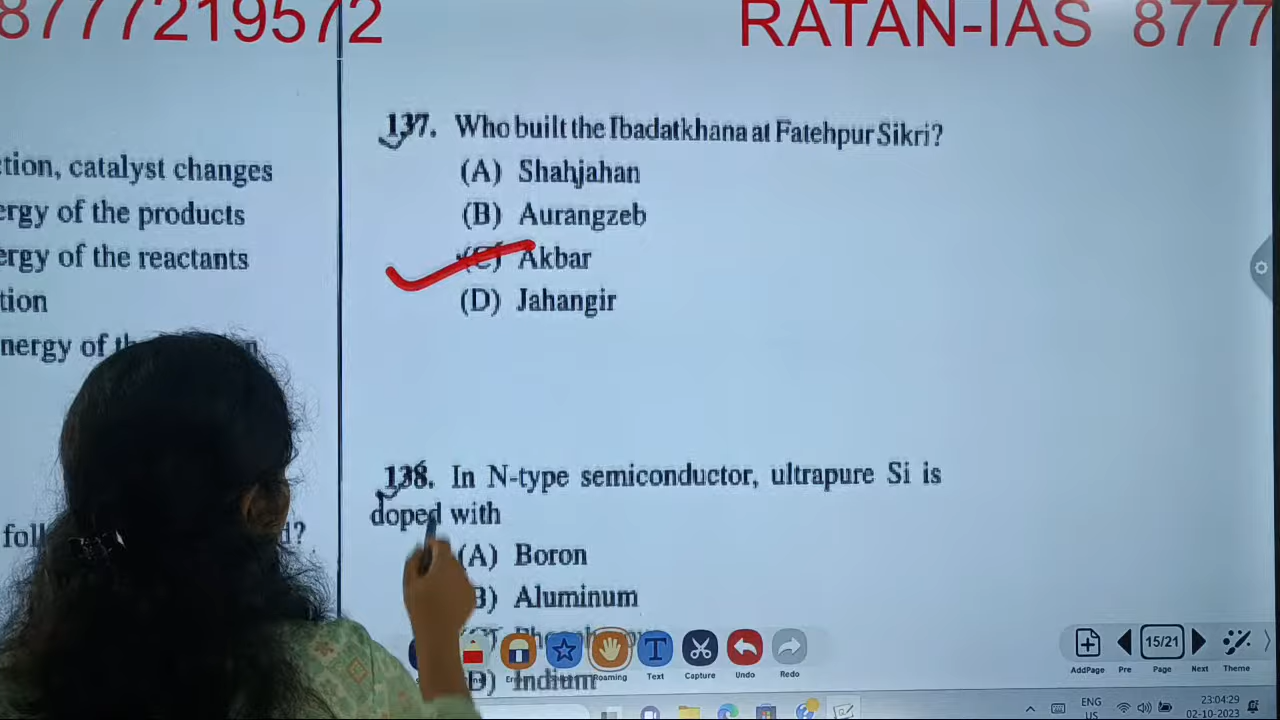 8777219572
RATAN-IAS 8777
tion, catalyst changes
ergy of the products
ergy of the reactants
tion
nergy of
foll
d?
137. Who built the Ibadatkhana at Fatehpur Sikri?
(A) Shahjahan
(B) Aurangzeb
(C) Akbar
(D) Jahangir
138. In N-type semiconductor, ultrapure Si is
doped with
(A) Boron
B) Aluminum
D) Indium
Roaming
Text
Capture
Undo
Redo
AddPage
Pre
15/21
Page
Next
Theme
ENG
US
23:04:29
02-10-2023